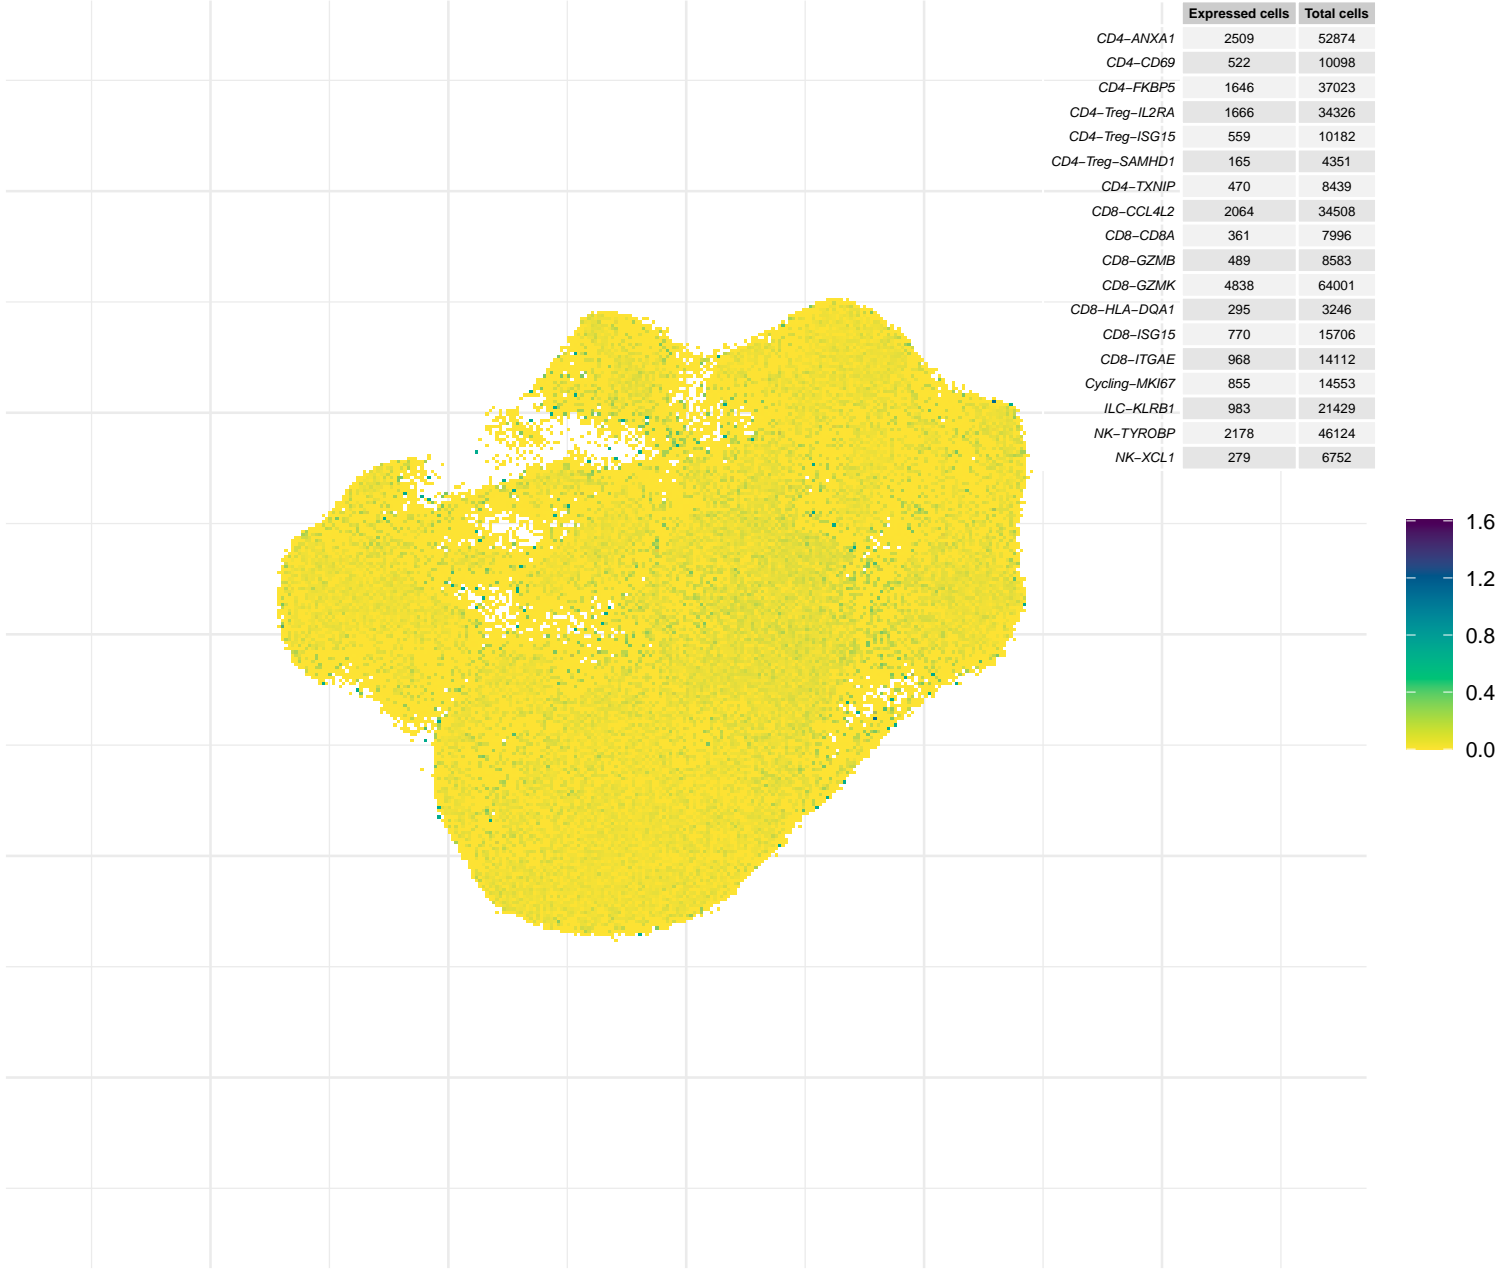 Expressed cells Total cells
CD4−ANXA1 2509 52874
CD4−CD69 522 10098
CD4−FKBP5 1646 37023
CD4−Treg−IL2RA 1666 34326
CD4−Treg−ISG15 559 10182
CD4−Treg−SAMHD1 165 4351
CD4−TXNIP 470 8439
CD8−CCL4L2 2064 34508
CD8−CD8A 361 7996
CD8−GZMB 489 8583
CD8−GZMK 4838 64001
CD8−HLA−DQA1 295 3246
CD8−ISG15 770 15706
CD8−ITGAE 968 14112
Cycling−MKI67 855 14553
ILC−KLRB1 983 21429
NK−TYROBP 2178 46124
NK−XCL1 279 6752
1.6
1.2
0.8
0.4
0.0